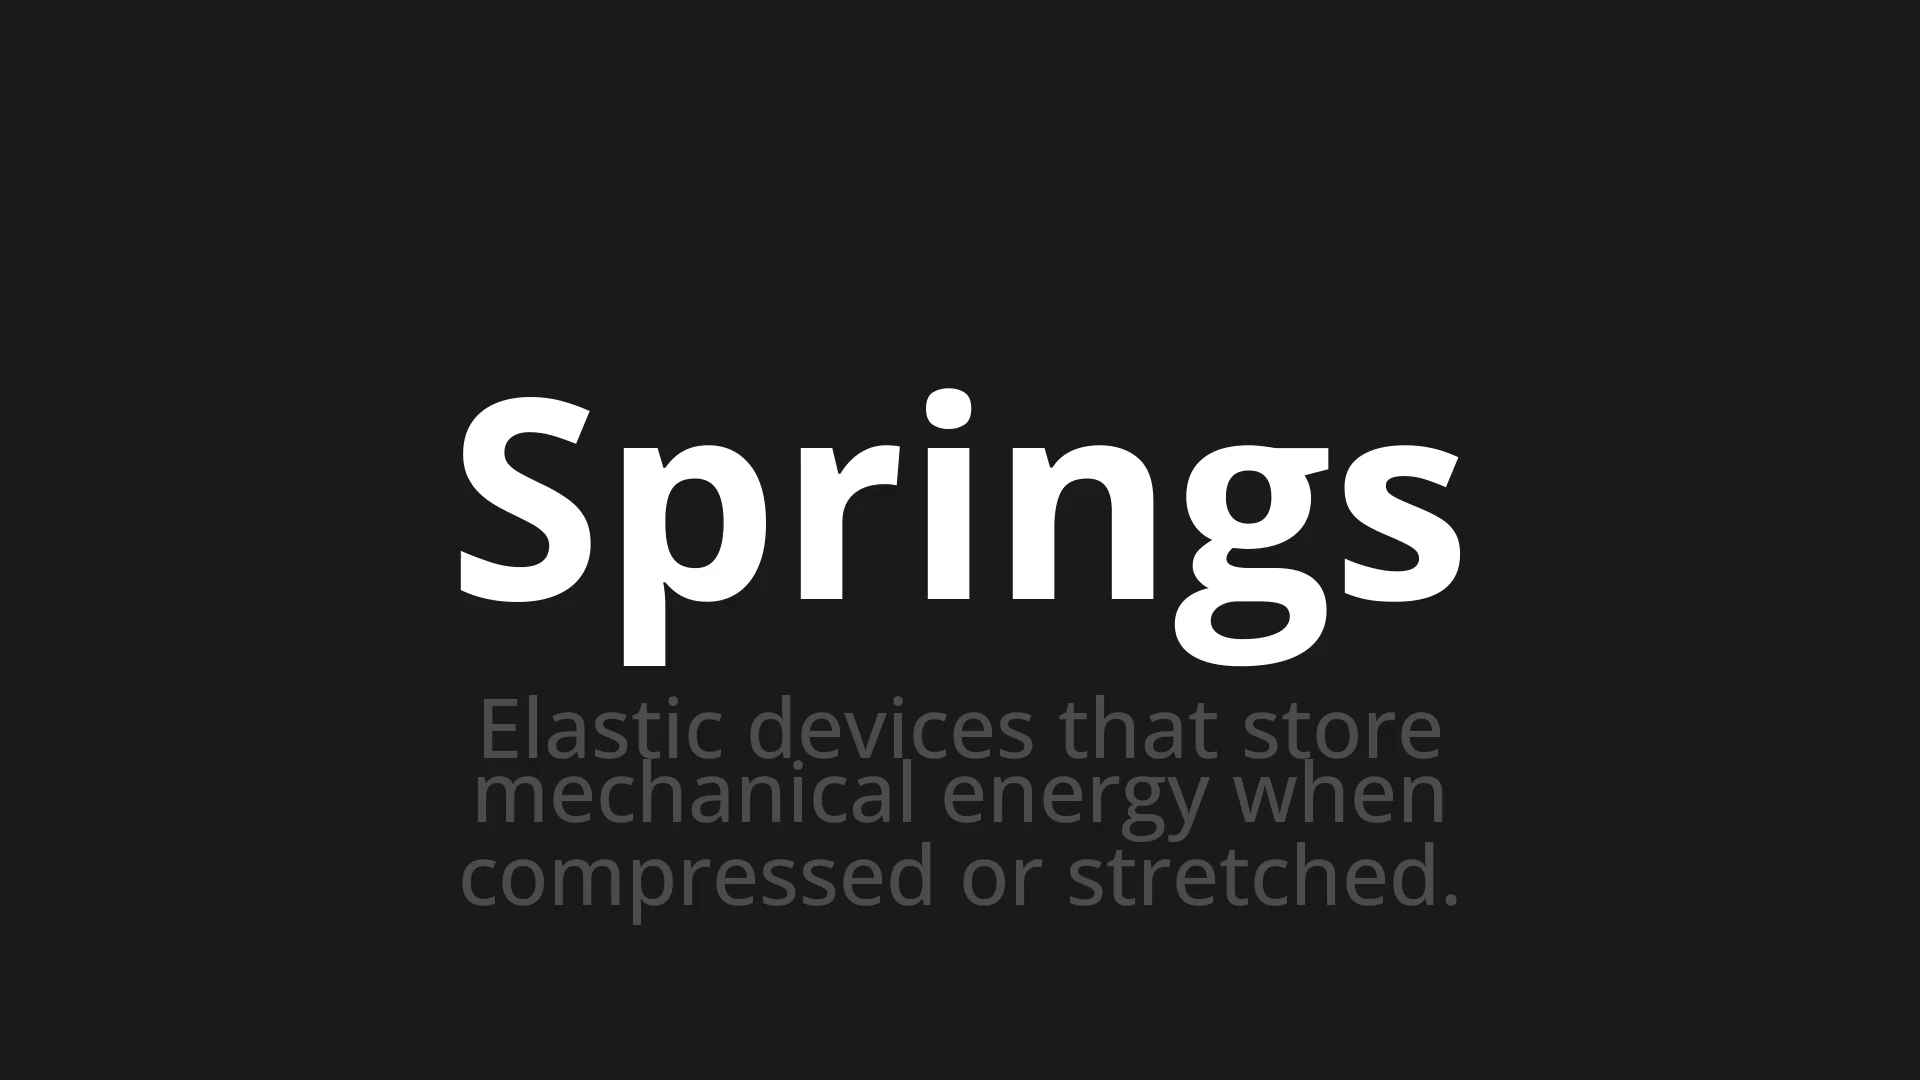 Springs
Elastic devices that store
mechanical energy when
compressed or stretched.